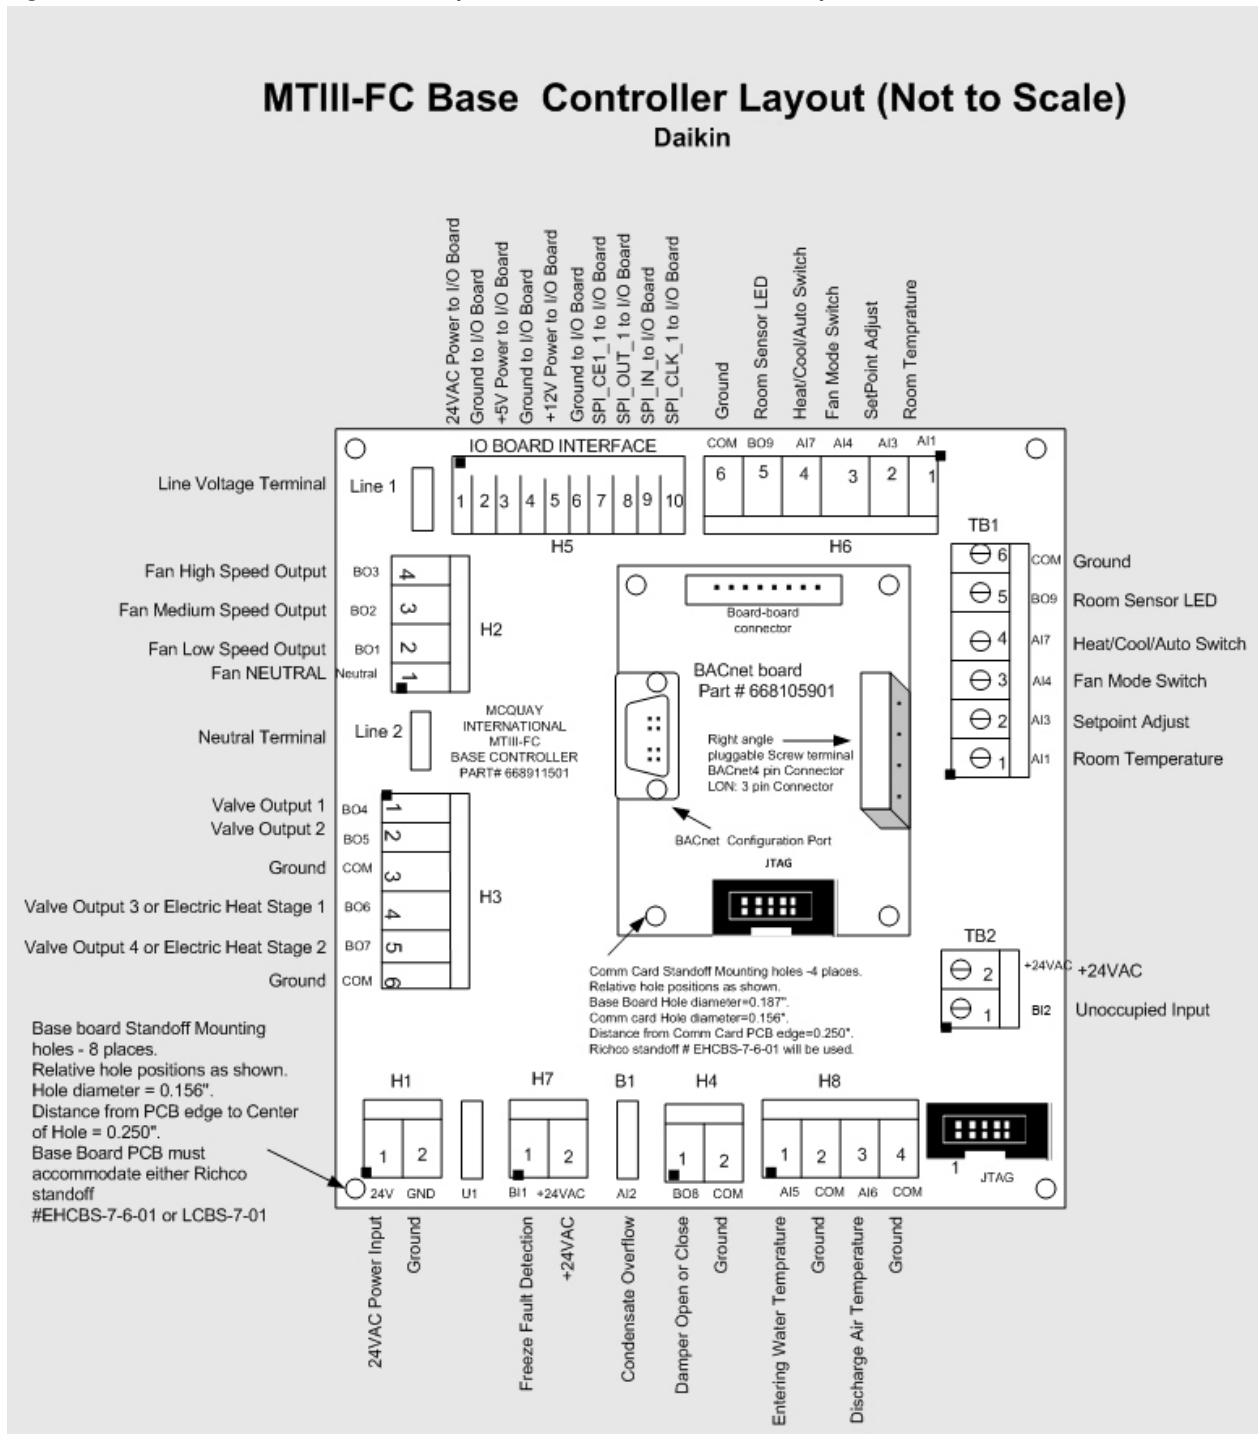 MTIII-FC Base Controller Layout (Not to Scale)
Daikin
24VAC Power to I/O Board
Ground to I/O Board
+5V Power to I/O Board
Ground to I/O Board
+12V Power to I/O Board
Ground to I/O Board
SPI_CE1_1 to I/O Board
SPI_OUT_1 to I/O Board
SPI_IN_to I/O Board
SPI_CLK_1 to I/O Board
Ground
Room Sensor LED
Heat/Cool/Auto Switch
Fan Mode Switch
SetPoint Adjust
Room Temprature
IO BOARD INTERFACE
1 2 3 4 5 6 7 8 9 10
H5
COM BO9 AI7 AI4 AI3 AI1
6 5 4 3 2 1
H6
Line Voltage Terminal
Line 1
Fan High Speed Output BO3 4
Fan Medium Speed Output BO2 3
Fan Low Speed Output BO1 2
Fan NEUTRAL Neutral 1
H2
Neutral Terminal
Line 2
MCQUAY
INTERNATIONAL
MTIII-FC
BASE CONTROLLER
PART# 668911501
Valve Output 1 BO4 1
Valve Output 2 BO5 2
Ground COM 3
Valve Output 3 or Electric Heat Stage 1 BO6 4
Valve Output 4 or Electric Heat Stage 2 BO7 5
Ground COM 6
H3
Board-board
connector
BACnet board
Part # 668105901
Right angle
pluggable Screw terminal
BACnet4 pin Connector
LON: 3 pin Connector
BACnet Configuration Port
JTAG
TB1
6 COM Ground
5 BO9 Room Sensor LED
4 AI7 Heat/Cool/Auto Switch
3 AI4 Fan Mode Switch
2 AI3 Setpoint Adjust
1 AI1 Room Temperature
TB2
2 +24VAC +24VAC
1 BI2 Unoccupied Input
Comm Card Standoff Mounting holes -4 places.
Relative hole positions as shown.
Base Board Hole diameter=0.187".
Comm card Hole diameter=0.156".
Distance from Comm Card PCB edge=0.250".
Richco standoff # EHCBS-7-6-01 will be used.
Base board Standoff Mounting
holes - 8 places.
Relative hole positions as shown.
Hole diameter = 0.156".
Distance from PCB edge to Center
of Hole = 0.250".
Base Board PCB must
accommodate either Richco
standoff
#EHCBS-7-6-01 or LCBS-7-01
H1
1 2
24V GND
U1
H7
1 2
BI1 +24VAC
B1
AI2
H4
1 2
BO8 COM
H8
1 2 3 4
AI5 COM AI6 COM
1 JTAG
24VAC Power Input
Ground
Freeze Fault Detection
+24VAC
Condensate Overflow
Damper Open or Close
Ground
Entering Water Temprature
Ground
Discharge Air Temperature
Ground